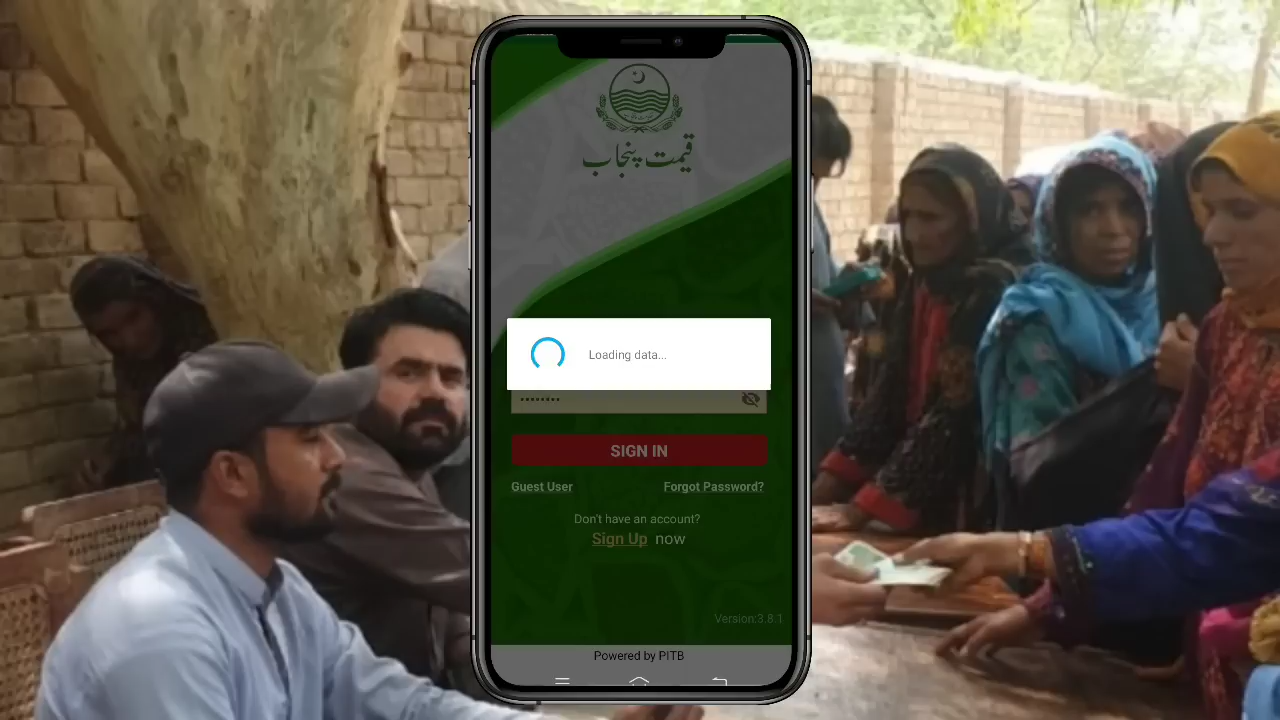 قیمت پنجاب
Loading data...
••••••••
SIGN IN
Guest User
Forgot Password?
Don't have an account?
Sign Up now
Version:3.8.1
Powered by PITB